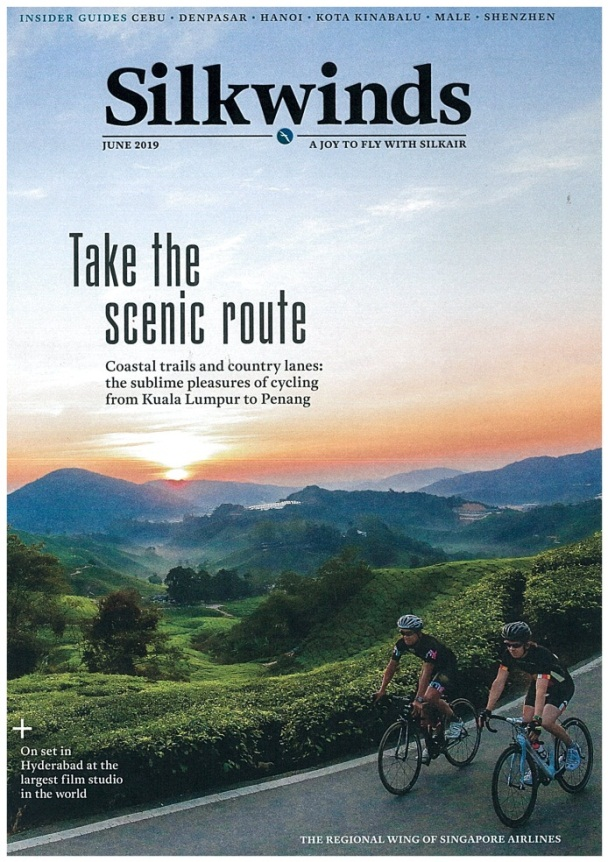 INSIDER GUIDES CEBU · DENPASAR · HANOI · KOTA KINABALU · MALE · SHENZHEN
Silkwinds
JUNE 2019
A JOY TO FLY WITH SILKAIR
Take the
scenic route
Coastal trails and country lanes:
the sublime pleasures of cycling
from Kuala Lumpur to Penang
+
On set in
Hyderabad at the
largest film studio
in the world
THE REGIONAL WING OF SINGAPORE AIRLINES